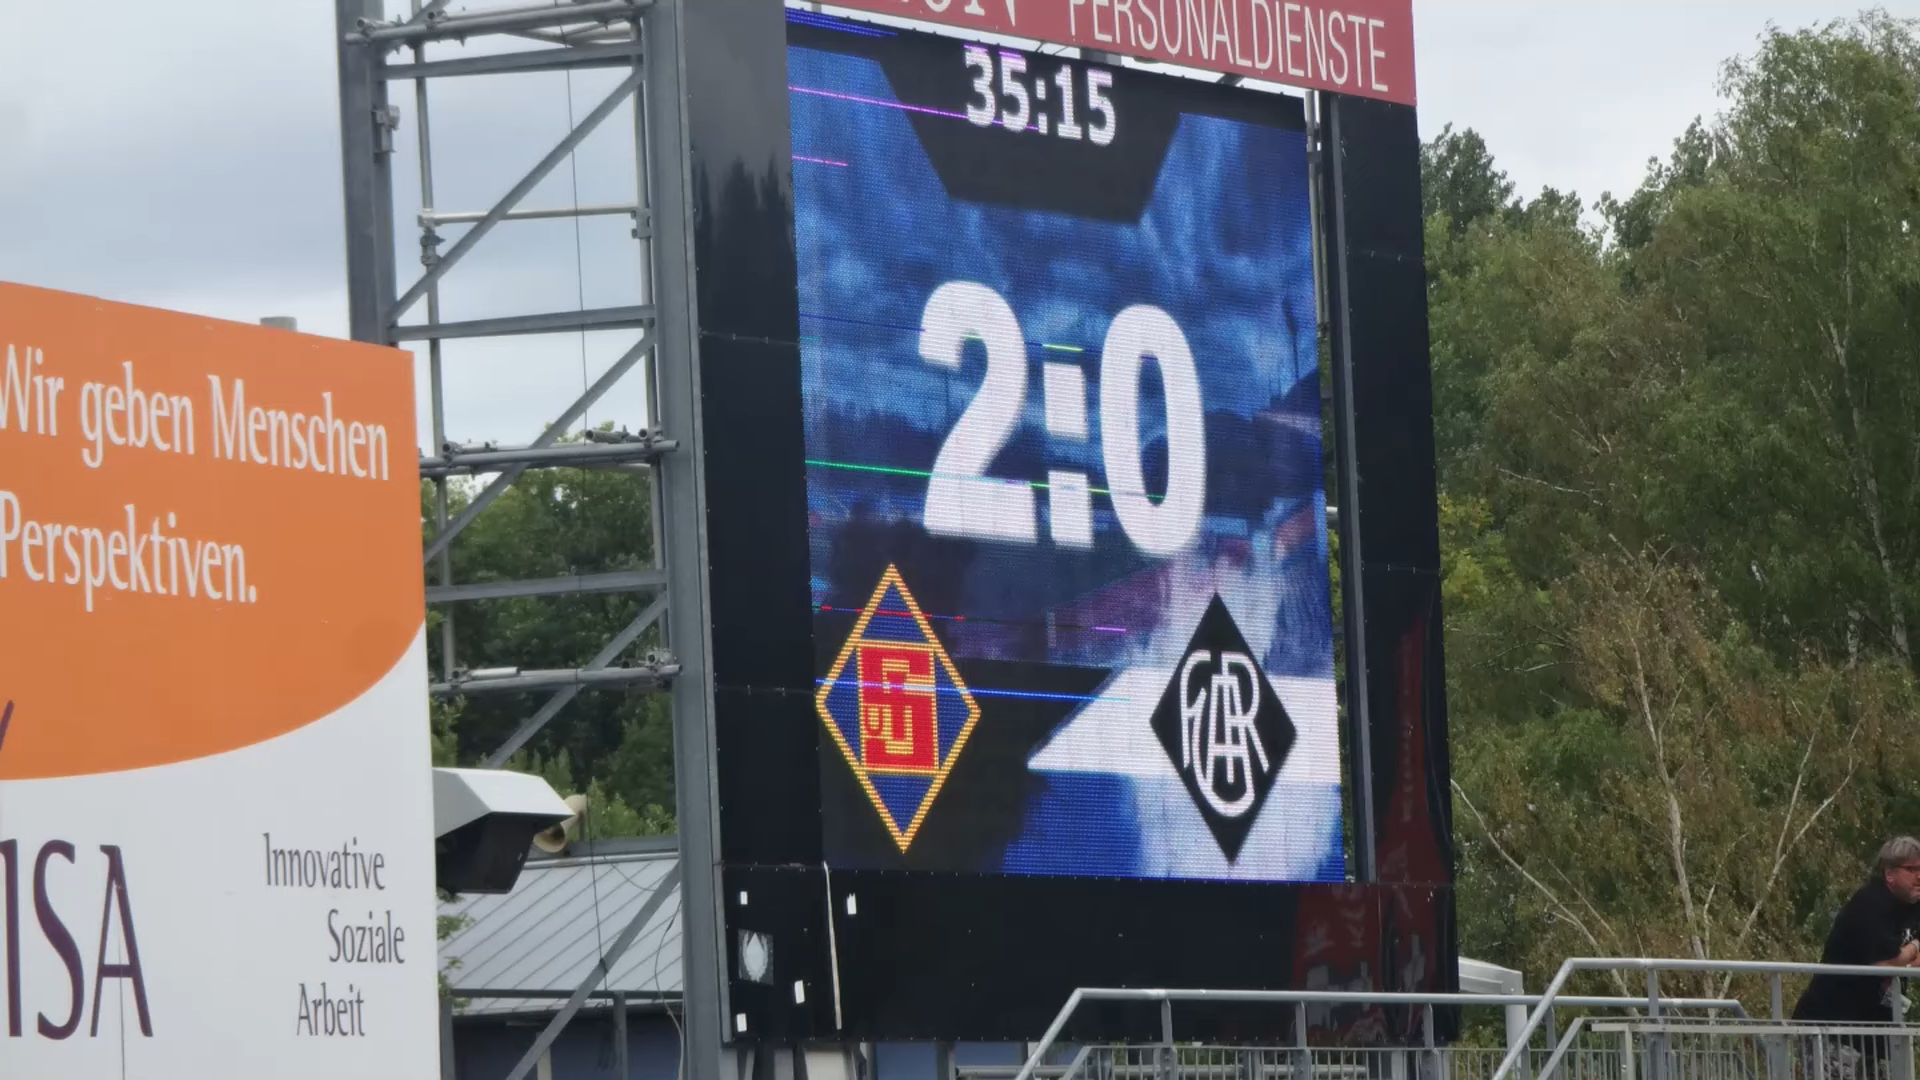 PERSONALDIENSTE
35:15
2:0
Wir geben Menschen
Perspektiven.
ISA
Innovative
Soziale
Arbeit